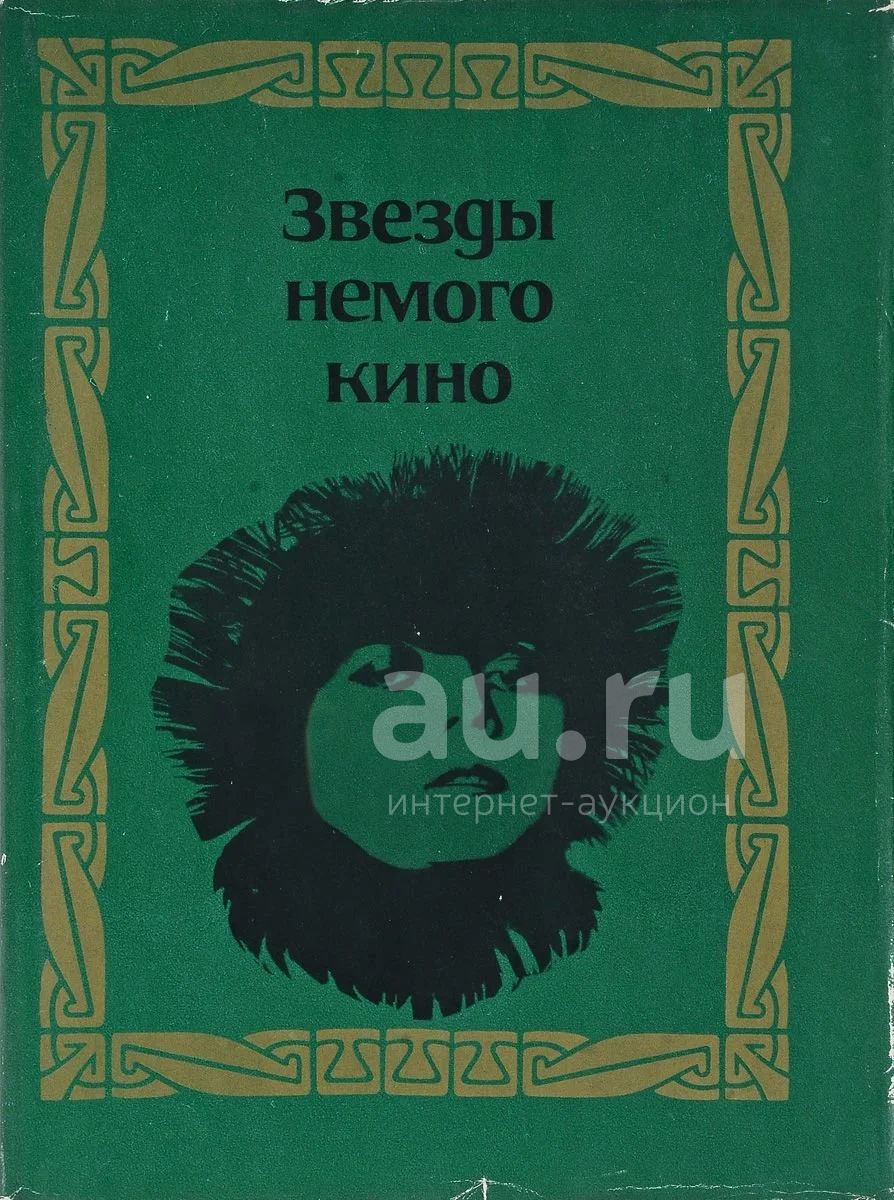 Звезды
немого
кино
au.ru
интернет-аукцион